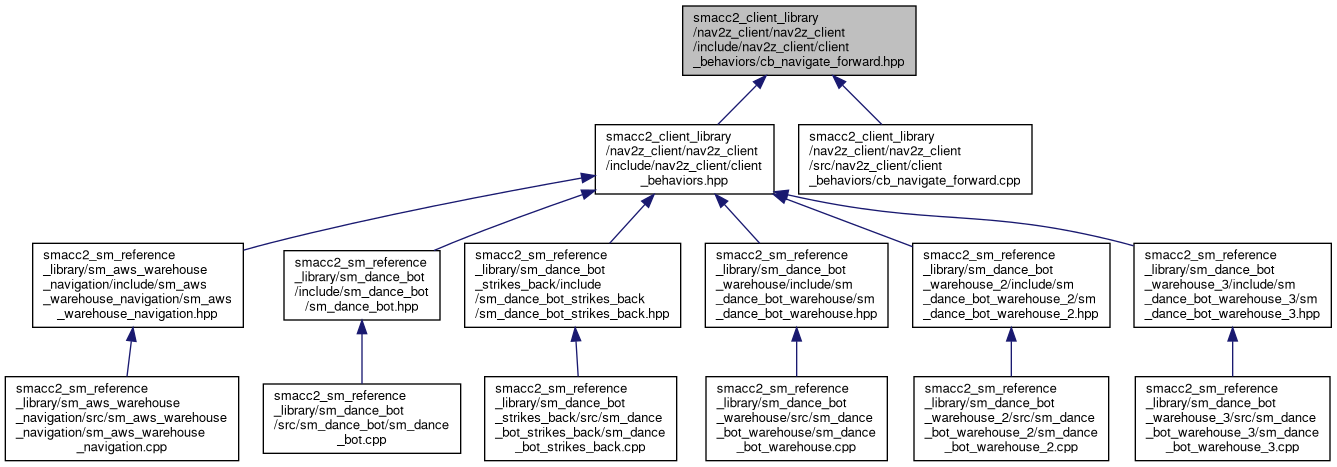 smacc2_client_library
/nav2z_client/nav2z_client
/include/nav2z_client/client
_behaviors/cb_navigate_forward.hpp
smacc2_client_library
/nav2z_client/nav2z_client
/include/nav2z_client/client
_behaviors.hpp
smacc2_client_library
/nav2z_client/nav2z_client
/src/nav2z_client/client
_behaviors/cb_navigate_forward.cpp
smacc2_sm_reference
_library/sm_aws_warehouse
_navigation/include/sm_aws
_warehouse_navigation/sm_aws
_warehouse_navigation.hpp
smacc2_sm_reference
_library/sm_dance_bot
/include/sm_dance_bot
/sm_dance_bot.hpp
smacc2_sm_reference
_library/sm_dance_bot
_strikes_back/include
/sm_dance_bot_strikes_back
/sm_dance_bot_strikes_back.hpp
smacc2_sm_reference
_library/sm_dance_bot
_warehouse/include/sm
_dance_bot_warehouse/sm
_dance_bot_warehouse.hpp
smacc2_sm_reference
_library/sm_dance_bot
_warehouse_2/include/sm
_dance_bot_warehouse_2/sm
_dance_bot_warehouse_2.hpp
smacc2_sm_reference
_library/sm_dance_bot
_warehouse_3/include/sm
_dance_bot_warehouse_3/sm
_dance_bot_warehouse_3.hpp
smacc2_sm_reference
_library/sm_aws_warehouse
_navigation/src/sm_aws_warehouse
_navigation/sm_aws_warehouse
_navigation.cpp
smacc2_sm_reference
_library/sm_dance_bot
/src/sm_dance_bot/sm_dance
_bot.cpp
smacc2_sm_reference
_library/sm_dance_bot
_strikes_back/src/sm_dance
_bot_strikes_back/sm_dance
_bot_strikes_back.cpp
smacc2_sm_reference
_library/sm_dance_bot
_warehouse/src/sm_dance
_bot_warehouse/sm_dance
_bot_warehouse.cpp
smacc2_sm_reference
_library/sm_dance_bot
_warehouse_2/src/sm_dance
_bot_warehouse_2/sm_dance
_bot_warehouse_2.cpp
smacc2_sm_reference
_library/sm_dance_bot
_warehouse_3/src/sm_dance
_bot_warehouse_3/sm_dance
_bot_warehouse_3.cpp